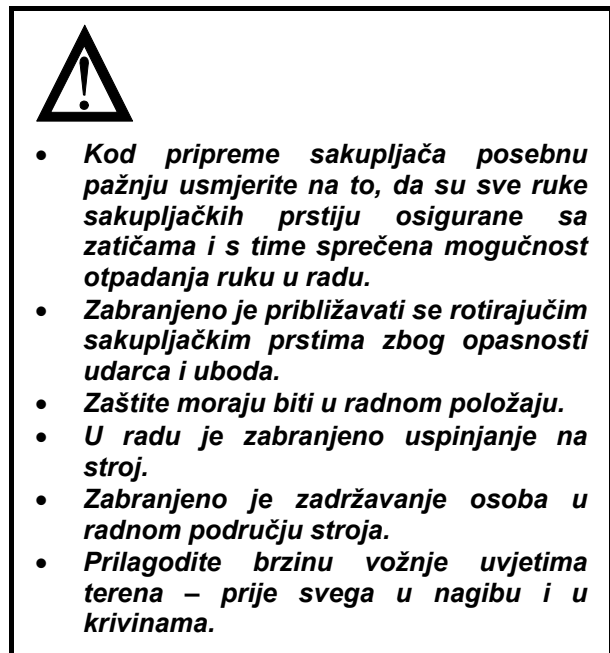 • Kod pripreme sakupljača posebnu
pažnju usmjerite na to, da su sve ruke
sakupljačkih prstiju osigurane sa
zatičama i s time sprečena mogučnost
otpadanja ruku u radu.
• Zabranjeno je približavati se rotirajučim
sakupljačkim prstima zbog opasnosti
udarca i uboda.
• Zaštite moraju biti u radnom položaju.
• U radu je zabranjeno uspinjanje na
stroj.
• Zabranjeno je zadržavanje osoba u
radnom području stroja.
• Prilagodite brzinu vožnje uvjetima
terena – prije svega u nagibu i u
krivinama.